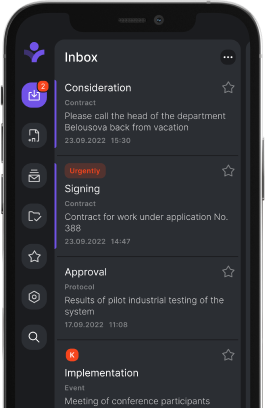 Inbox
2
Consideration
Contract
Please call the head of the department
Belousova back from vacation
23.09.2022 15:30
Urgently
Signing
Contract
Contract for work under application No.
388
23.09.2022 14:47
Approval
Protocol
Results of pilot industrial testing of the
system
17.09.2022 11:08
K
Implementation
Event
Meeting of conference participants